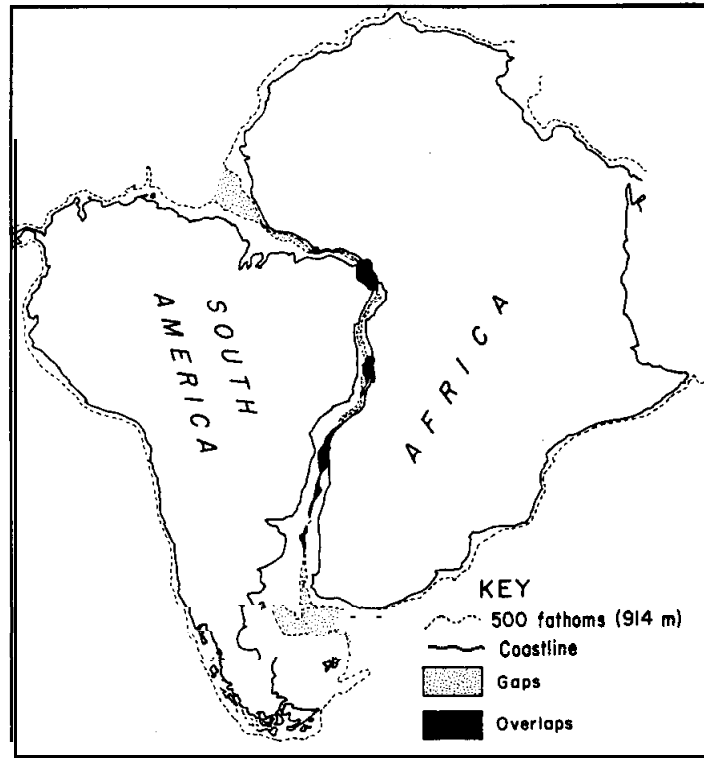 SOUTH
AMERICA
AFRICA
KEY
500 fathoms (914 m)
Coastline
Gaps
Overlaps